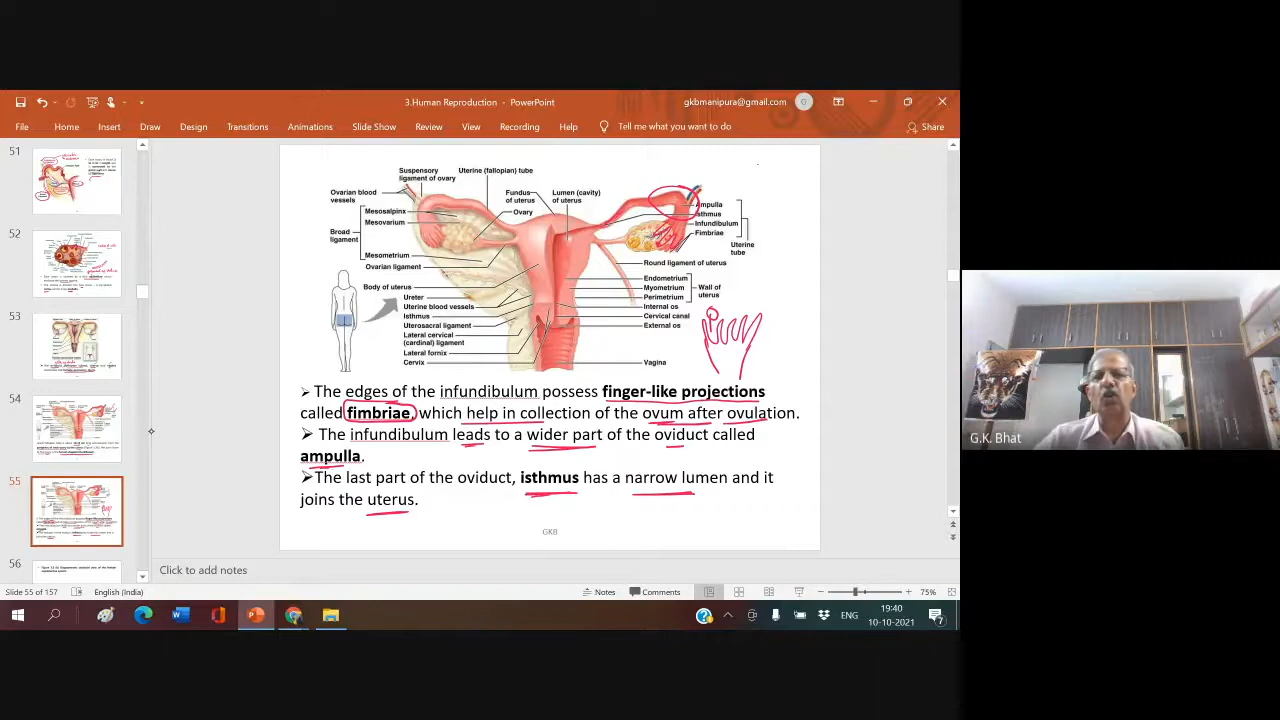 3.Human Reproduction - PowerPoint
gkbmanipura@gmail.com
File Home Insert Draw Design Transitions Animations Slide Show Review View Recording Help Tell me what you want to do Share
51
53
54
55
56
Suspensory
ligament of ovary
Uterine (fallopian) tube
Ovarian blood
vessels
Fundus
of uterus
Lumen (cavity)
of uterus
Mesosalpinx
Mesovarium
Ovary
Broad
ligament
Mesometrium
Ovarian ligament
Body of uterus
Ureter
Uterine blood vessels
Isthmus
Uterosacral ligament
Lateral cervical
(cardinal) ligament
Lateral fornix
Cervix
Ampulla
Isthmus
Infundibulum
Fimbriae
Uterine
tube
Round ligament of uterus
Endometrium
Myometrium
Perimetrium
Wall of
uterus
Internal os
Cervical canal
External os
Vagina
➢ The edges of the infundibulum possess finger-like projections
called fimbriae, which help in collection of the ovum after ovulation.
➢ The infundibulum leads to a wider part of the oviduct called
ampulla.
➢The last part of the oviduct, isthmus has a narrow lumen and it
joins the uterus.
GKB
Click to add notes
Slide 55 of 157 English (India) Notes Comments 75%
ENG
19:40
10-10-2021
G.K. Bhat